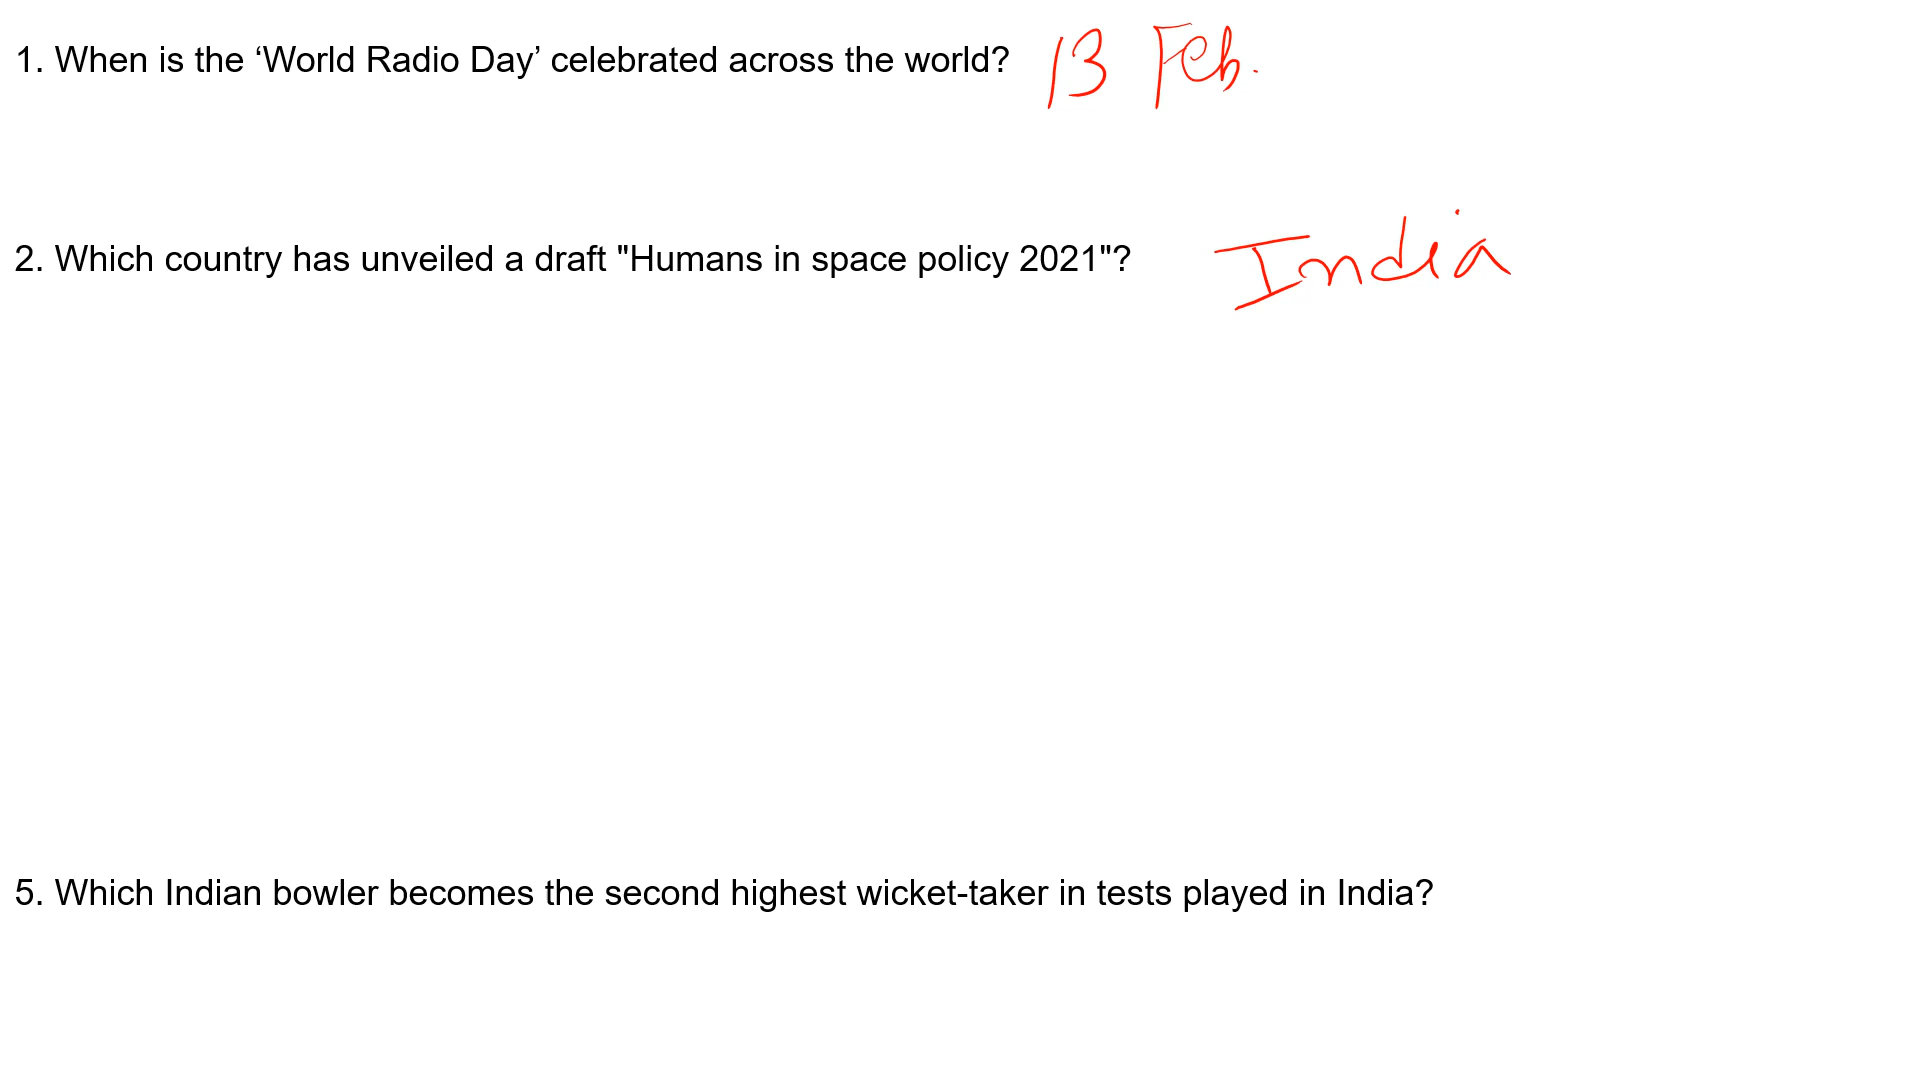 1. When is the ‘World Radio Day’ celebrated across the world? 13 Feb.
2. Which country has unveiled a draft "Humans in space policy 2021"? India
5. Which Indian bowler becomes the second highest wicket-taker in tests played in India?